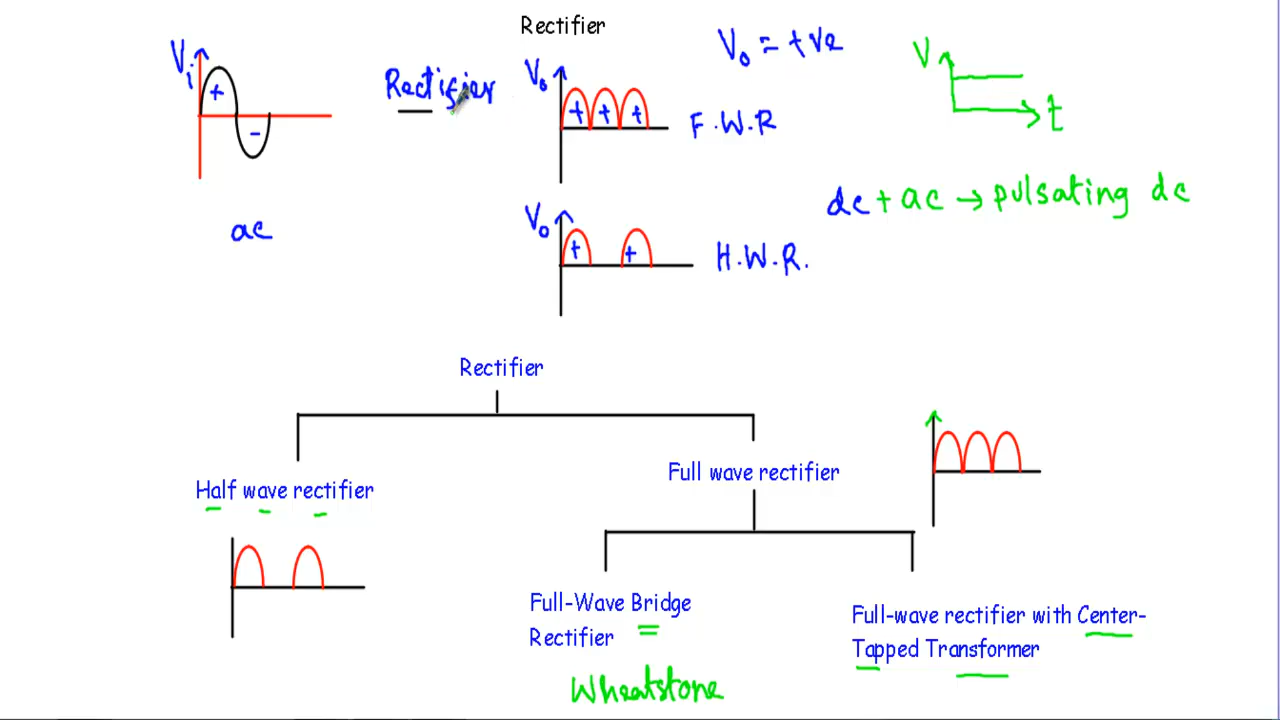 Rectifier
Vi
+
-
ac
Rectifier
Vo
+ + +
F.W.R
Vo = +ve
V
t
dc + ac → pulsating dc
Vo
+ +
H.W.R.
Rectifier
Half wave rectifier
Full wave rectifier
Full-Wave Bridge
Rectifier
Wheatstone
Full-wave rectifier with Center-
Tapped Transformer